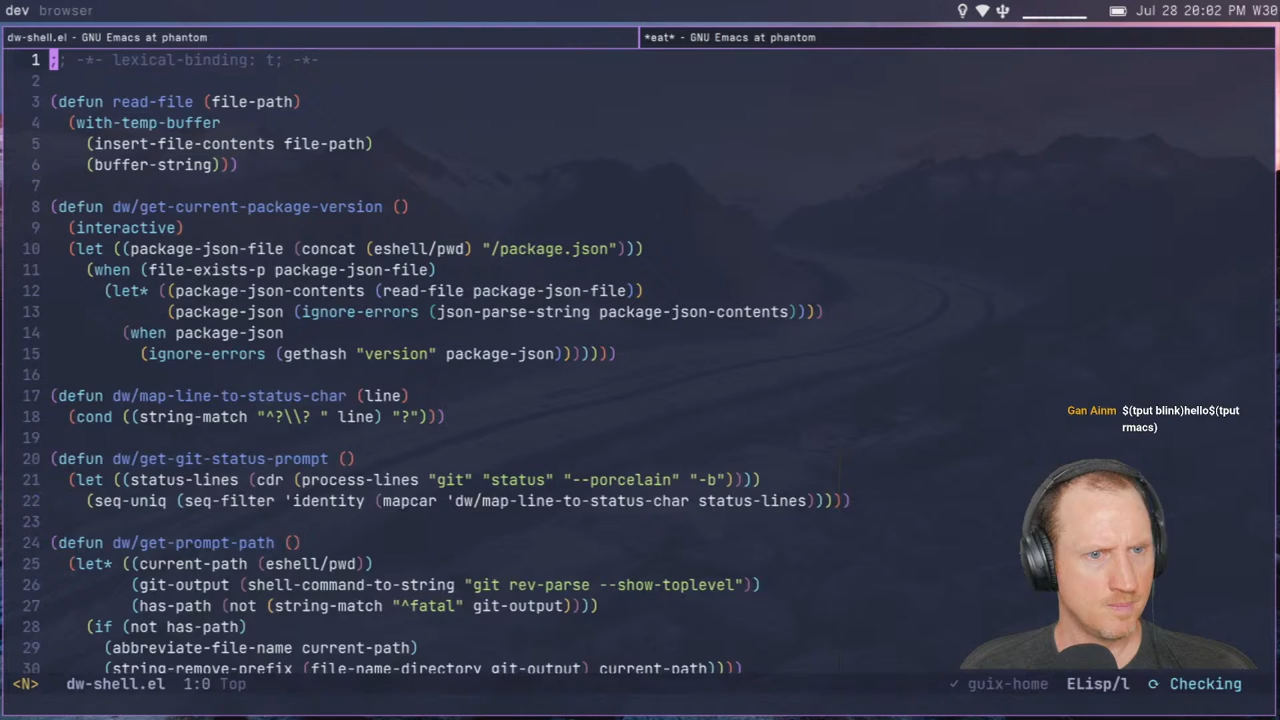 dev browser Jul 28 20:02 PM W30
dw-shell.el - GNU Emacs at phantom *eat* - GNU Emacs at phantom
1 ;; -*- lexical-binding: t; -*-
2
3 (defun read-file (file-path)
4 (with-temp-buffer
5 (insert-file-contents file-path)
6 (buffer-string)))
7
8 (defun dw/get-current-package-version ()
9 (interactive)
10 (let ((package-json-file (concat (eshell/pwd) "/package.json")))
11 (when (file-exists-p package-json-file)
12 (let* ((package-json-contents (read-file package-json-file))
13 (package-json (ignore-errors (json-parse-string package-json-contents))))
14 (when package-json
15 (ignore-errors (gethash "version" package-json)))))))
16
17 (defun dw/map-line-to-status-char (line)
18 (cond ((string-match "^?\\? " line) "?")))
19
20 (defun dw/get-git-status-prompt ()
21 (let ((status-lines (cdr (process-lines "git" "status" "--porcelain" "-b"))))
22 (seq-uniq (seq-filter 'identity (mapcar 'dw/map-line-to-status-char status-lines)))))
23
24 (defun dw/get-prompt-path ()
25 (let* ((current-path (eshell/pwd))
26 (git-output (shell-command-to-string "git rev-parse --show-toplevel"))
27 (has-path (not (string-match "^fatal" git-output))))
28 (if (not has-path)
29 (abbreviate-file-name current-path)
30 (string-remove-prefix (file-name-directory git-output) current-path))))
Gan Ainm $(tput blink)hello$(tput
rmacs)
<N> dw-shell.el 1:0 Top ✓ guix-home ELisp/l ⟳ Checking